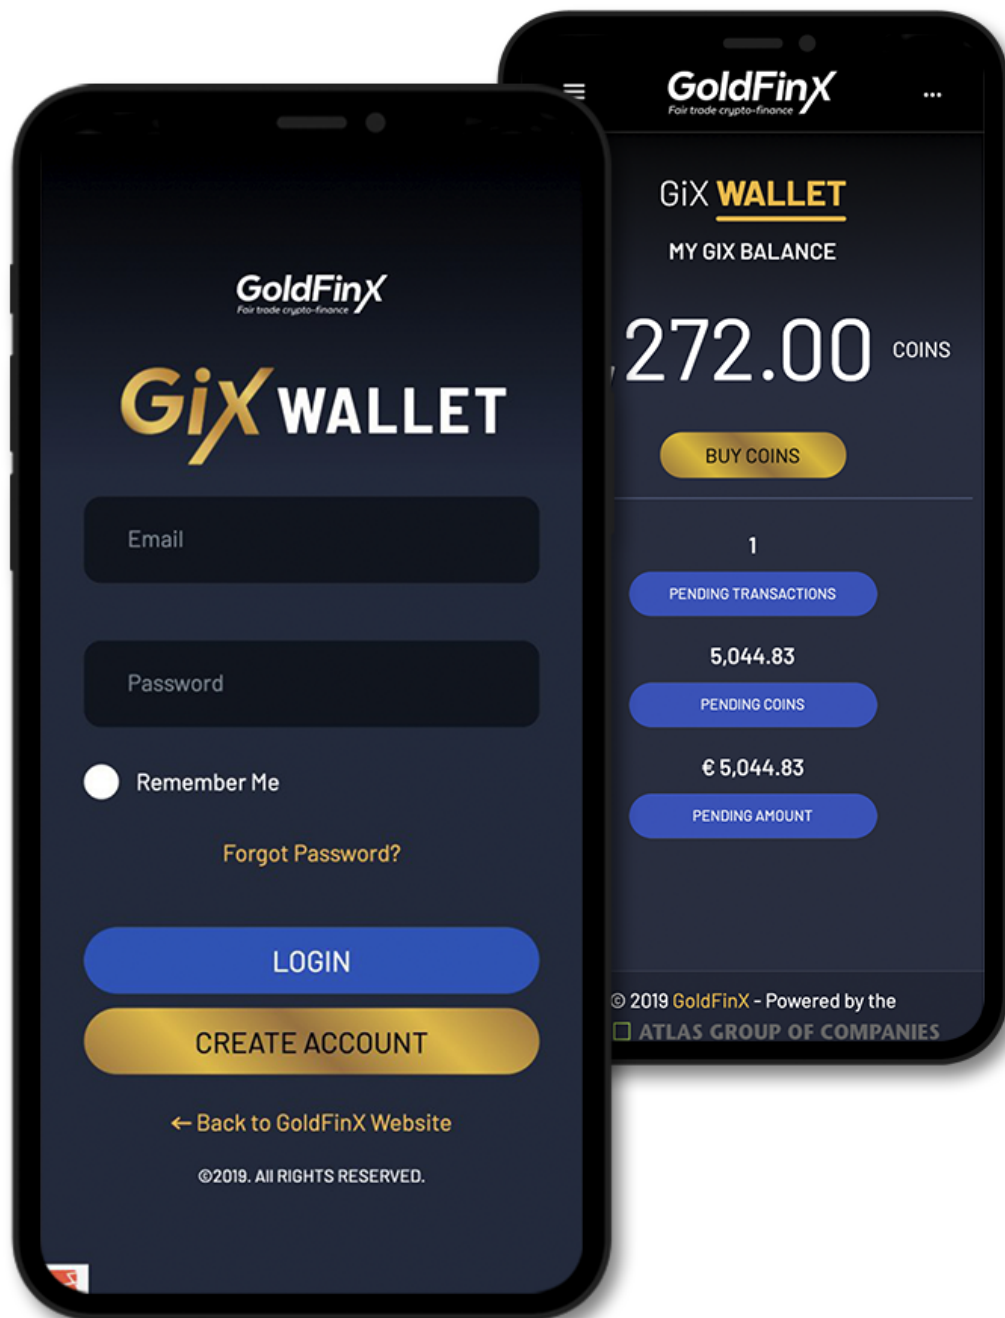 GoldFinX
Fair trade crypto-finance
GiX WALLET
Email
Password
Remember Me
Forgot Password?
LOGIN
CREATE ACCOUNT
← Back to GoldFinX Website
©2019. All RIGHTS RESERVED.
GoldFinX
Fair trade crypto-finance
GiX WALLET
MY GIX BALANCE
,272.00 COINS
BUY COINS
1
PENDING TRANSACTIONS
5,044.83
PENDING COINS
€ 5,044.83
PENDING AMOUNT
© 2019 GoldFinX - Powered by the
ATLAS GROUP OF COMPANIES